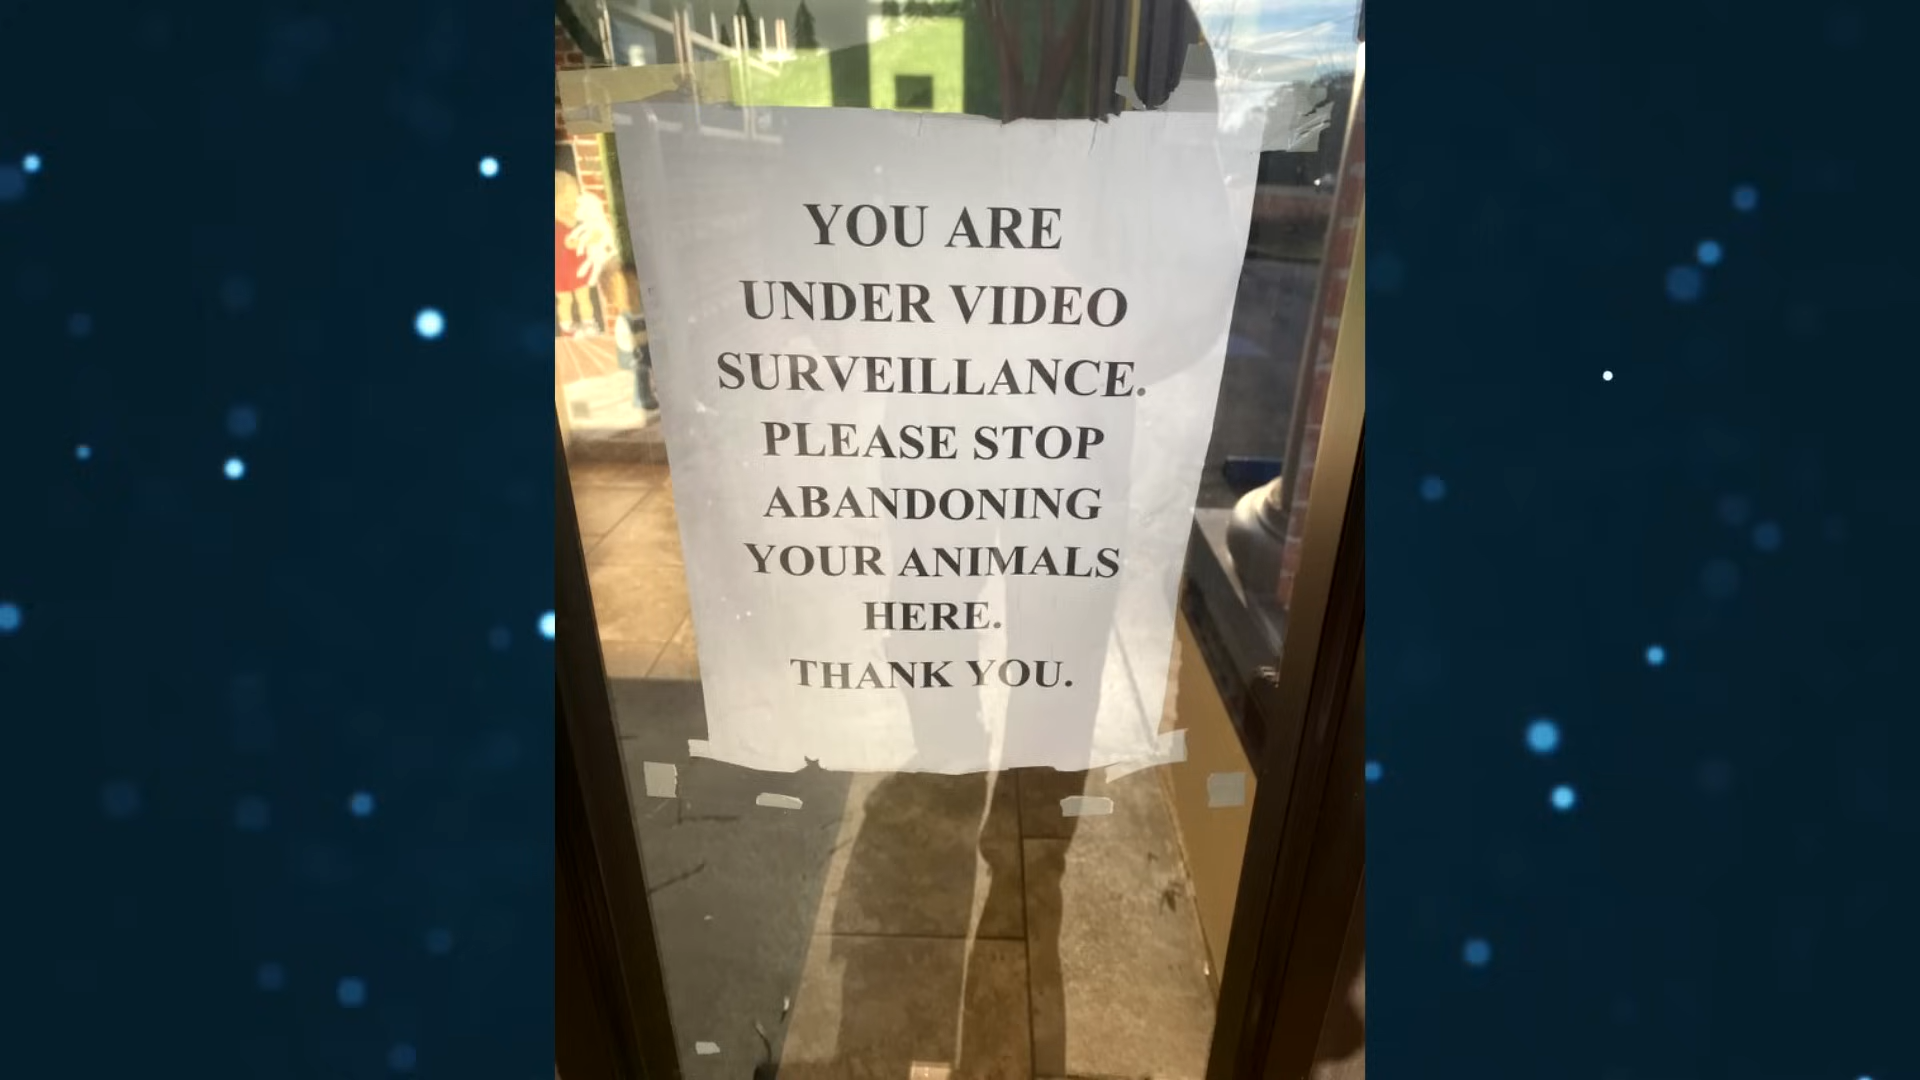 YOU ARE
UNDER VIDEO
SURVEILLANCE.
PLEASE STOP
ABANDONING
YOUR ANIMALS
HERE.
THANK YOU.